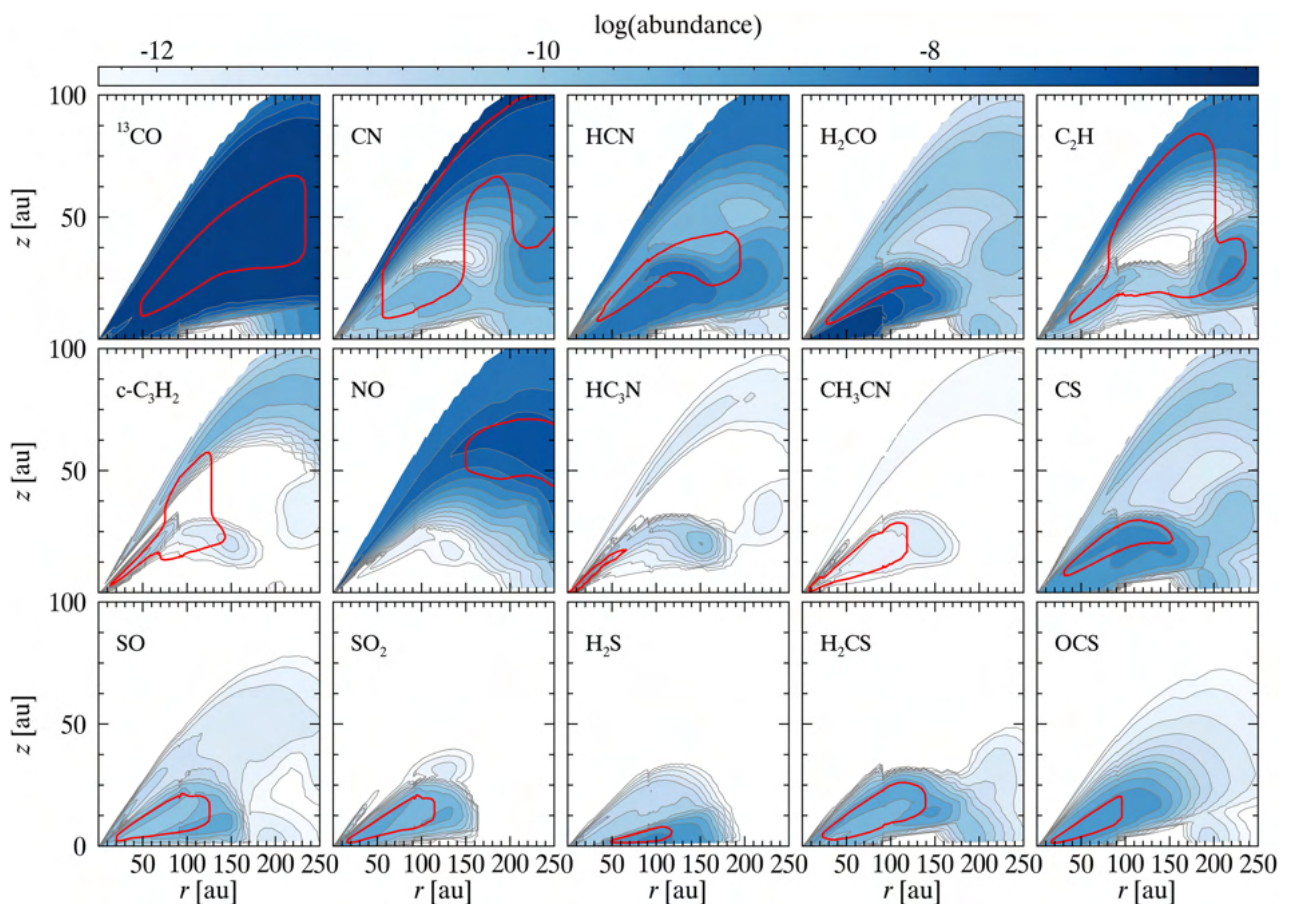 log(abundance)
-12 -10 -8
100 ¹³CO CN HCN H₂CO C₂H
z [au] 50
0
100 c-C₃H₂ NO HC₃N CH₃CN CS
z [au] 50
0
100 SO SO₂ H₂S H₂CS OCS
z [au] 50
0
50 100 150 200 250 50 100 150 200 250 50 100 150 200 250 50 100 150 200 250 50 100 150 200 250
r [au] r [au] r [au] r [au] r [au]